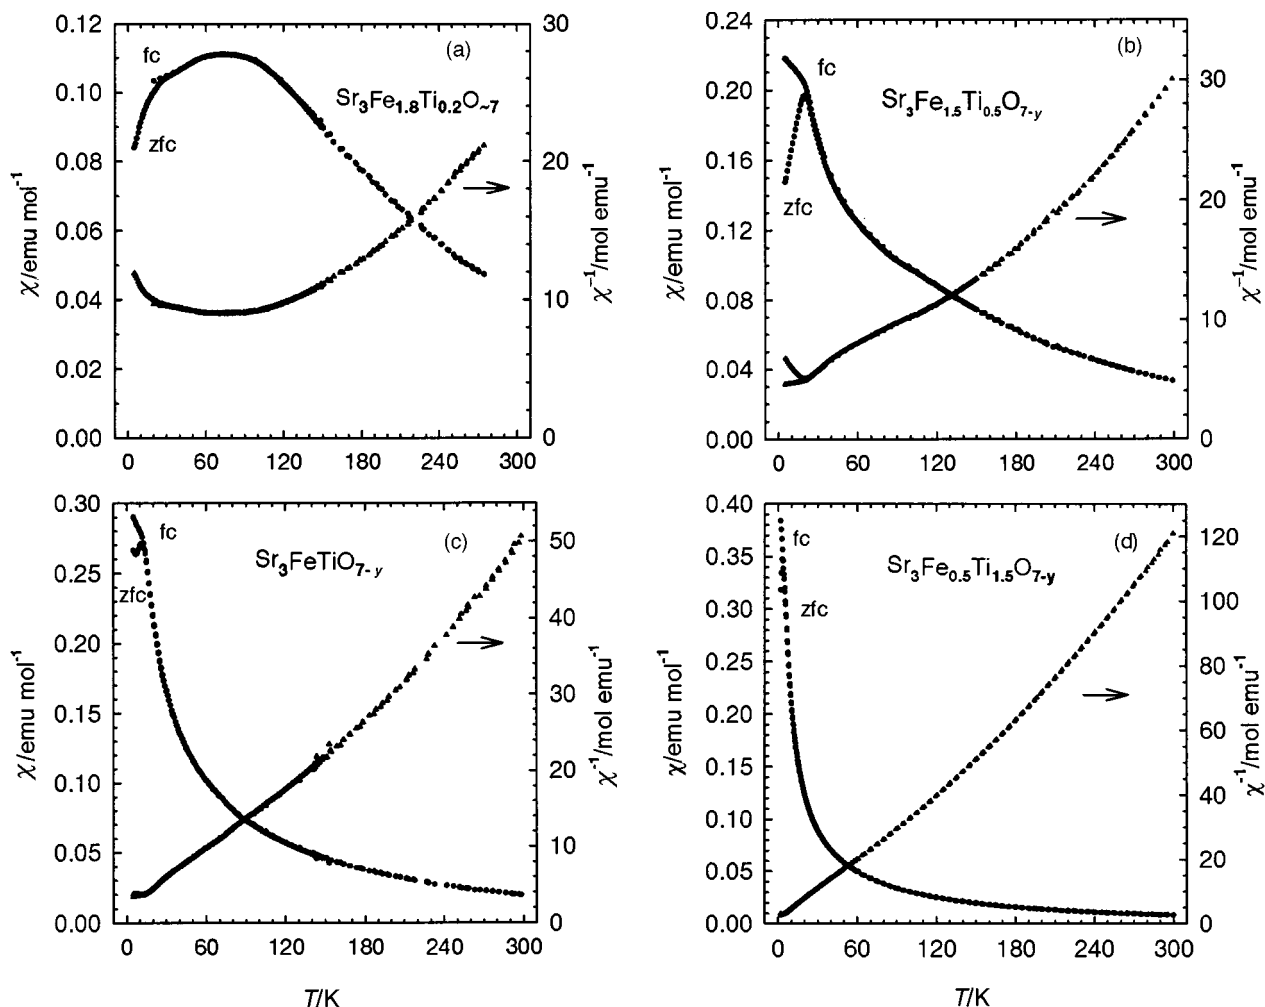 (a)
fc
zfc
Sr3Fe1.8Ti0.2O~7
χ/emu mol-1
χ-1/mol emu-1
0.12
0.10
0.08
0.06
0.04
0.02
0.00
30
20
10
0
0 60 120 180 240 300
(b)
fc
zfc
Sr3Fe1.5Ti0.5O7-y
χ/emu mol-1
χ-1/mol emu-1
0.24
0.20
0.16
0.12
0.08
0.04
0.00
30
20
10
0
0 60 120 180 240 300
(c)
fc
zfc
Sr3FeTiO7-y
χ/emu mol-1
χ-1/mol emu-1
0.30
0.25
0.20
0.15
0.10
0.05
0.00
50
40
30
20
10
0
0 60 120 180 240 300
T/K
(d)
fc
zfc
Sr3Fe0.5Ti1.5O7-y
χ/emu mol-1
χ-1/mol emu-1
0.40
0.35
0.30
0.25
0.20
0.15
0.10
0.05
0.00
120
100
80
60
40
20
0
0 60 120 180 240 300
T/K